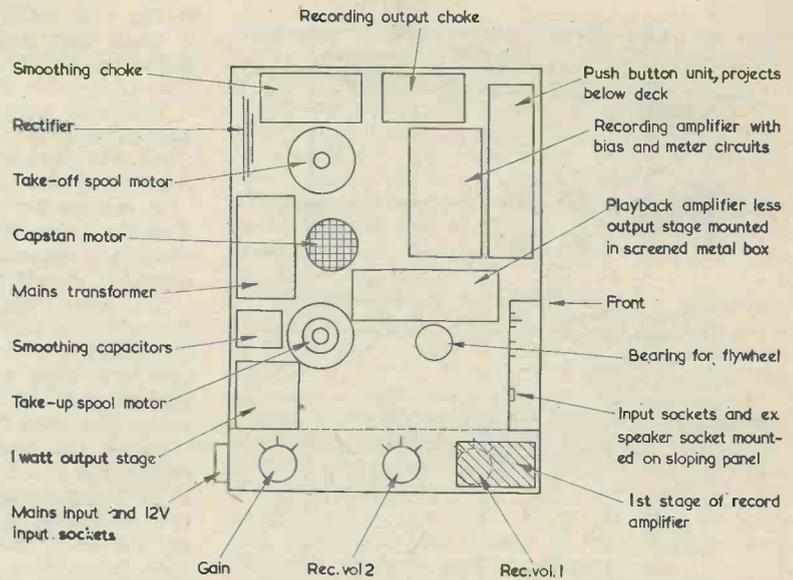 Recording output choke
Smoothing choke
Rectifier
Take-off spool motor
Capstan motor
Mains transformer
Smoothing capacitors
Take-up spool motor
1 watt output stage
Mains input and 12V
input sockets
Gain
Rec. vol 2
Rec. vol. 1
Push button unit, projects
below deck
Recording amplifier with
bias and meter circuits
Playback amplifier less
output stage mounted
in screened metal box
Front
Bearing for flywheel
Input sockets and ex
speaker socket mount-
ed on sloping panel
1st stage of record
amplifier